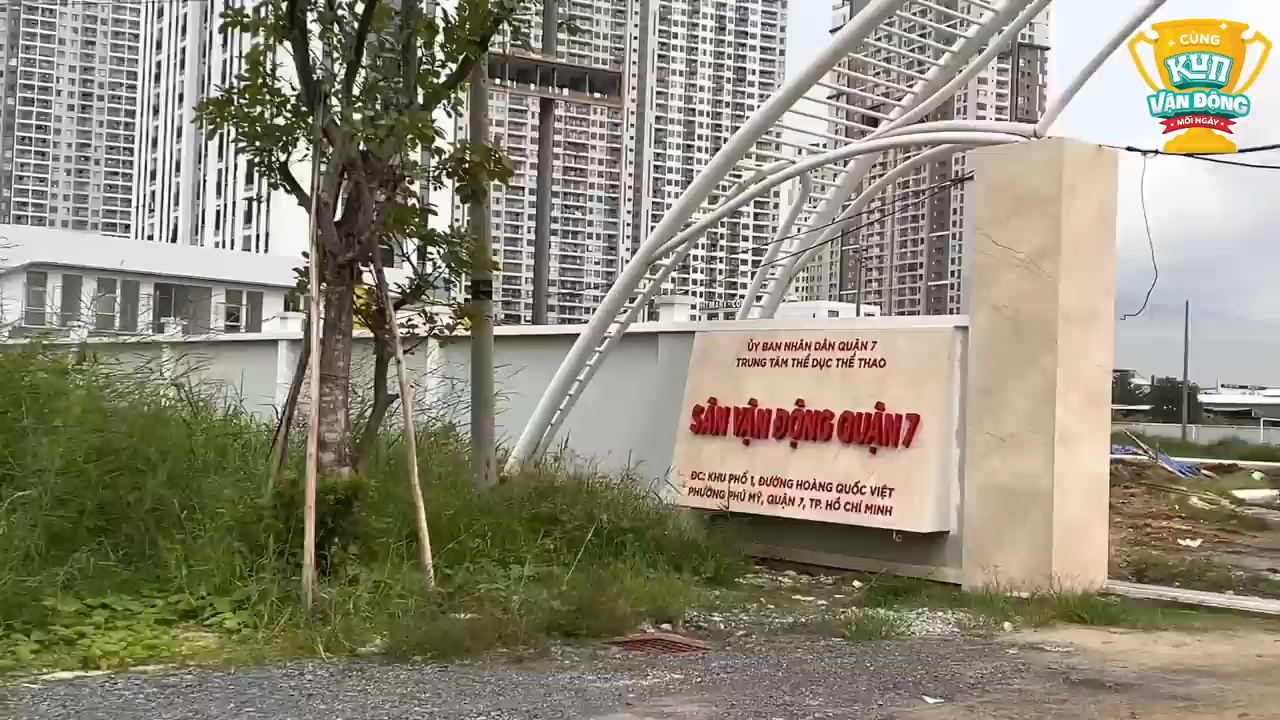 CÙNG
KUN
VẬN ĐỘNG
MỖI NGÀY
ỦY BAN NHÂN DÂN QUẬN 7
TRUNG TÂM THỂ DỤC THỂ THAO
SÂN VẬN ĐỘNG QUẬN 7
ĐC: KHU PHỐ 1, ĐƯỜNG HOÀNG QUỐC VIỆT
PHƯỜNG PHÚ MỸ, QUẬN 7, TP. HỒ CHÍ MINH